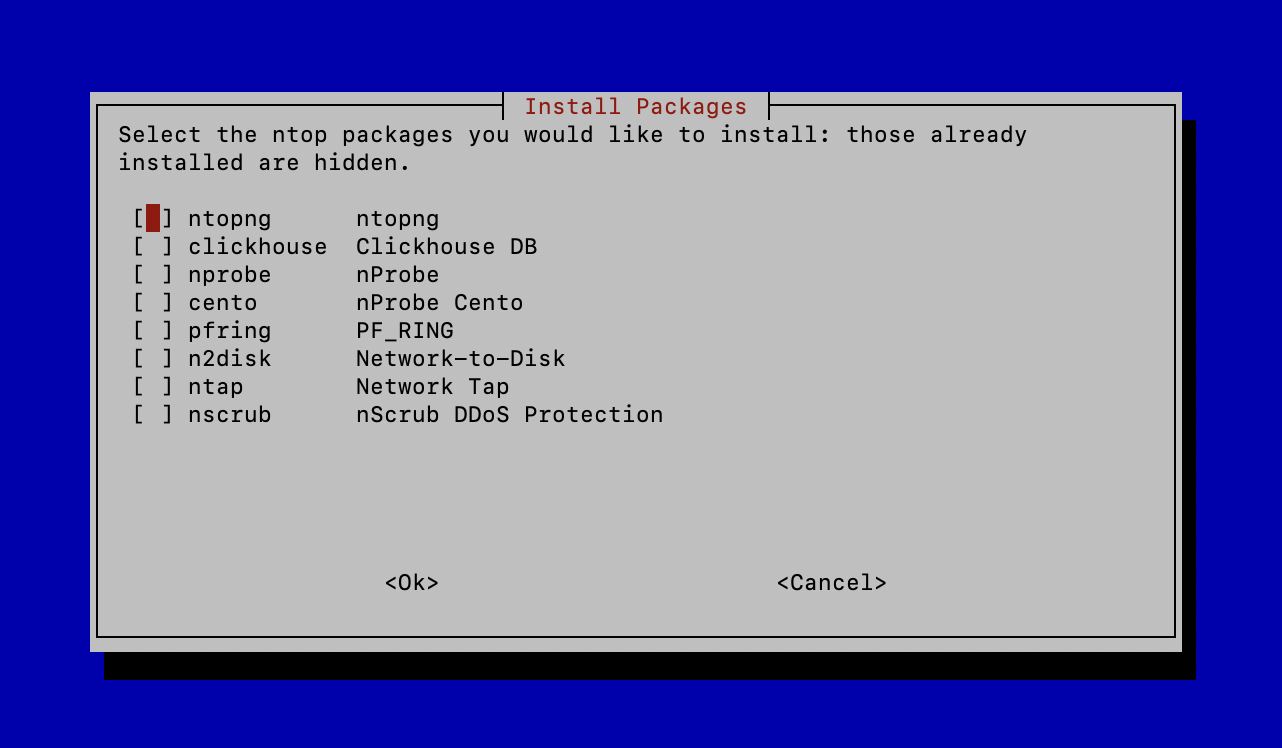 Install Packages
Select the ntop packages you would like to install: those already
installed are hidden.
[ ] ntopng      ntopng
[ ] clickhouse  Clickhouse DB
[ ] nprobe      nProbe
[ ] cento       nProbe Cento
[ ] pfring      PF_RING
[ ] n2disk      Network-to-Disk
[ ] ntap        Network Tap
[ ] nscrub      nScrub DDoS Protection
<Ok>                        <Cancel>